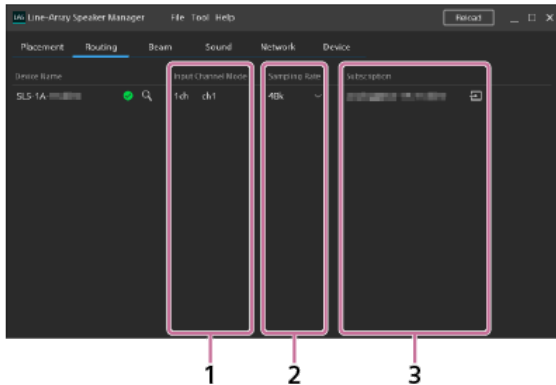 LAS Line-Array Speaker Manager File Tool Help Reload
Placement Routing Beam Sound Network Device
Device Name Input Channel Mode Sampling Rate Subscription
SLS-1A- 1ch ch1 48k
1 2 3